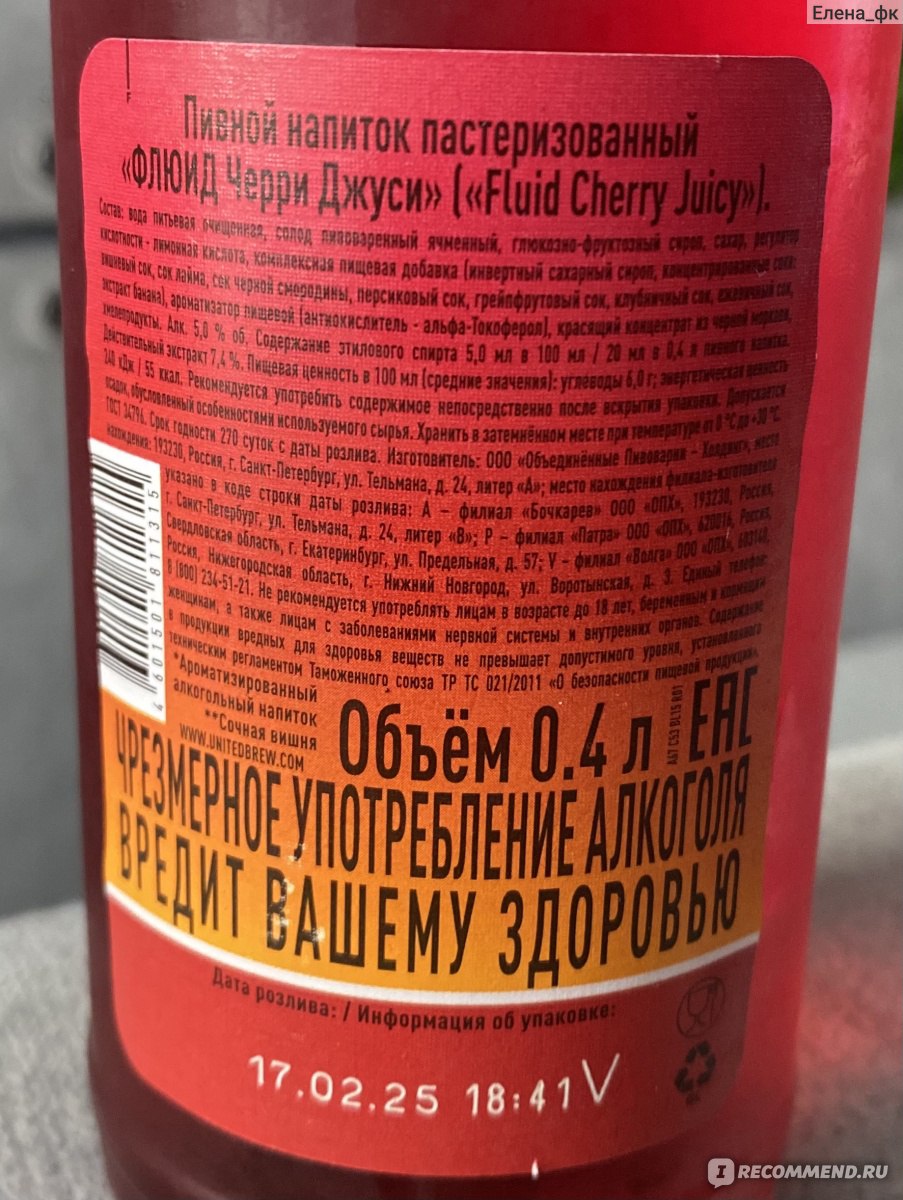 Елена_фк
F
Пивной напиток пастеризованный
«ФЛЮИД Черри Джуси» («Fluid Cherry Juicy»).
Состав: вода питьевая очищенная, солод пивоваренный ячменный, глюкозно-фруктозный сироп, сахар, регулятор
кислотности - лимонная кислота, комплексная пищевая добавка (инвертный сахарный сироп, концентрированные соки:
вишневый сок, сок лайма, сок черной смородины, персиковый сок, грейпфрутовый сок, клубничный сок, ежевичный сок,
экстракт банана), ароматизатор пищевой (антиокислитель - альфа-Токоферол), красящий концентрат из черной моркови,
хмелепродукты. Алк. 5,0 % об. Содержание этилового спирта 5,0 мл в 100 мл / 20 мл в 0,4 л пивного напитка.
Действительный экстракт 7,4 %. Пищевая ценность в 100 мл (средние значения): углеводы 6,0 г; энергетическая ценность
240 кДж / 55 ккал. Рекомендуется употребить содержимое непосредственно после вскрытия упаковки. Допускается
осадок, обусловленный особенностями используемого сырья. Хранить в затемнённом месте при температуре от 0 °С до +30 °С.
ГОСТ 34796. Срок годности 270 суток с даты розлива. Изготовитель: ООО «Объединённые Пивоварни - Холдинг», место
нахождения: 193230, Россия, г. Санкт-Петербург, ул. Тельмана, д. 24, литер «А»; место нахождения филиала-изготовителя
указано в коде строки даты розлива: А – филиал «Бочкарев» ООО «ОПХ», 193230, Россия,
г. Санкт-Петербург, ул. Тельмана, д. 24, литер «В»; Р – филиал «Патра» ООО «ОПХ», 620016, Россия,
Свердловская область, г. Екатеринбург, ул. Предельная, д. 57; V – филиал «Волга» ООО «ОПХ», 603148,
Россия, Нижегородская область, г. Нижний Новгород, ул. Воротынская, д. 3. Единый телефон:
8 (800) 234-51-21. Не рекомендуется употреблять лицам в возрасте до 18 лет, беременным и кормящим
женщинам, а также лицам с заболеваниями нервной системы и внутренних органов. Содержание
в продукции вредных для здоровья веществ не превышает допустимого уровня, установленного
техническим регламентом Таможенного союза ТР ТС 021/2011 «О безопасности пищевой продукции».
4 601501 811315
*Ароматизированный
алкогольный напиток
**Сочная вишня
WWW.UNITEDBREW.COM
Объём 0.4 л
EAC
ЧРЕЗМЕРНОЕ УПОТРЕБЛЕНИЕ АЛКОГОЛЯ
ВРЕДИТ ВАШЕМУ ЗДОРОВЬЮ
Дата розлива: / Информация об упаковке:
17.02.25 18:41 V
IRECOMMEND.RU